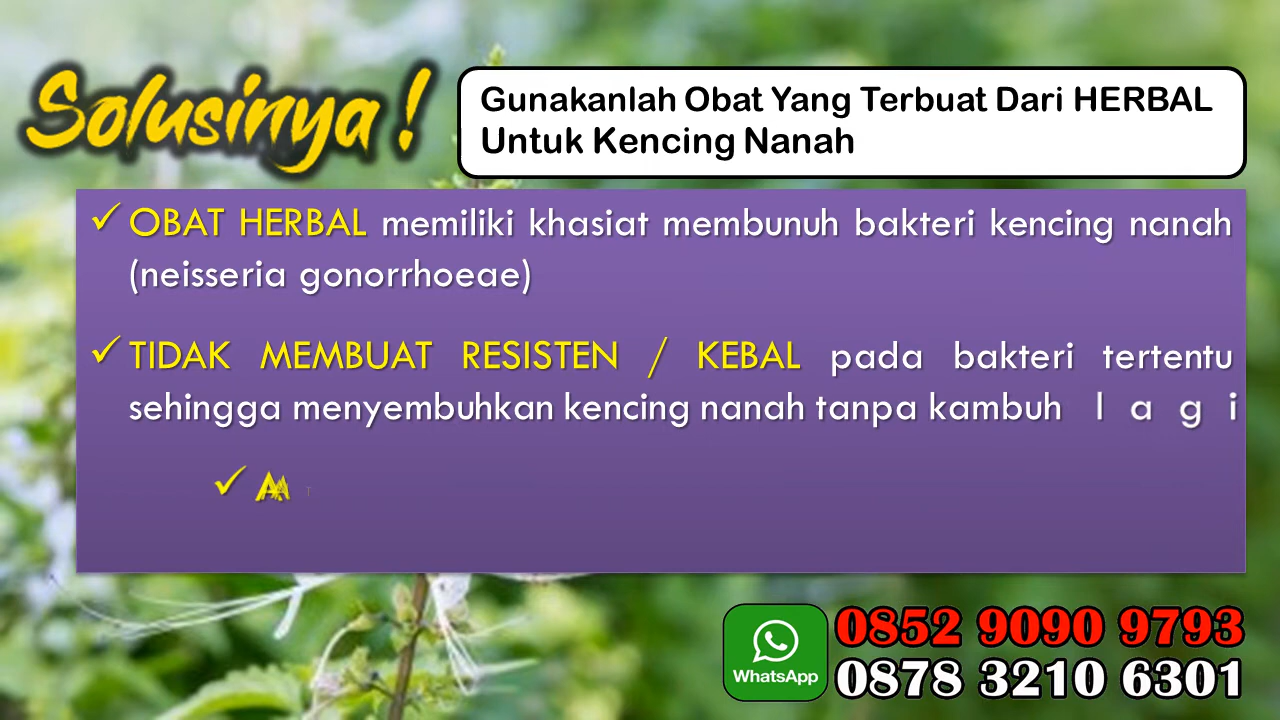 Solusinya !
Gunakanlah Obat Yang Terbuat Dari HERBAL
Untuk Kencing Nanah
✓ OBAT HERBAL memiliki khasiat membunuh bakteri kencing nanah
(neisseria gonorrhoeae)
✓ TIDAK MEMBUAT RESISTEN / KEBAL pada bakteri tertentu
sehingga menyembuhkan kencing nanah tanpa kambuh l a g i
WhatsApp
0852 9090 9793
0878 3210 6301